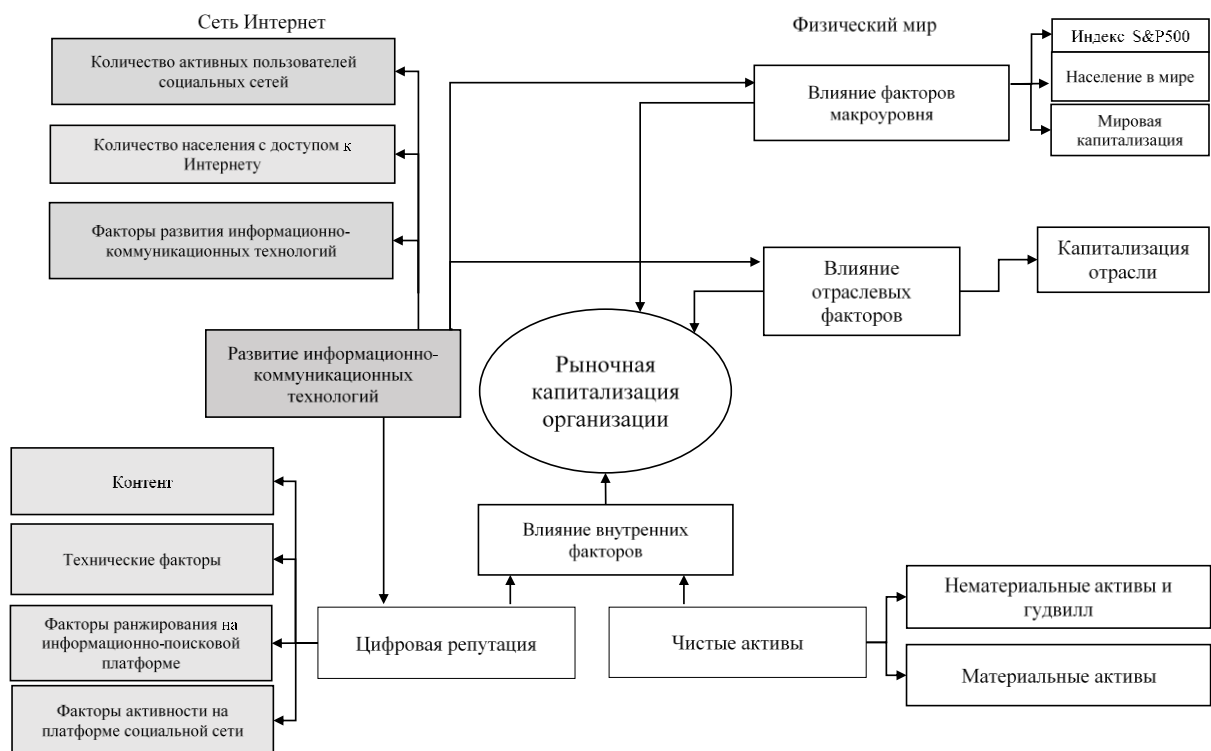 Сеть Интернет
Физический мир
Количество активных пользователей
социальных сетей
Количество населения с доступом к
Интернету
Факторы развития информационно-
коммуникационных технологий
Развитие информационно-
коммуникационных
технологий
Влияние факторов
макроуровня
Индекс S&P500
Население в мире
Мировая
капитализация
Влияние
отраслевых
факторов
Капитализация
отрасли
Рыночная
капитализация
организации
Влияние внутренних
факторов
Контент
Технические факторы
Факторы ранжирования на
информационно-поисковой
платформе
Факторы активности на
платформе социальной сети
Цифровая репутация
Чистые активы
Нематериальные активы и
гудвилл
Материальные активы